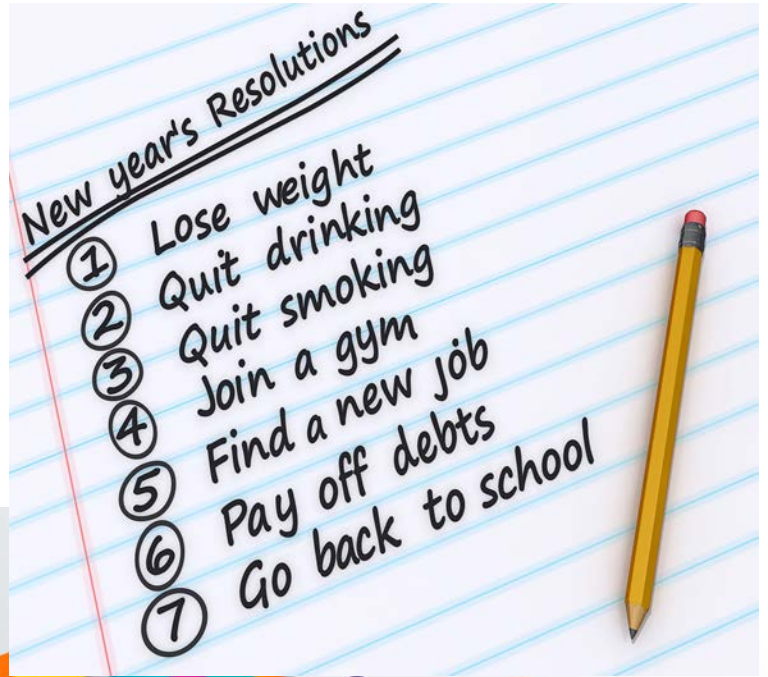 New year's Resolutions
1 Lose weight
2 Quit drinking
3 Quit smoking
4 Join a gym
5 Find a new job
6 Pay off debts
7 Go back to school